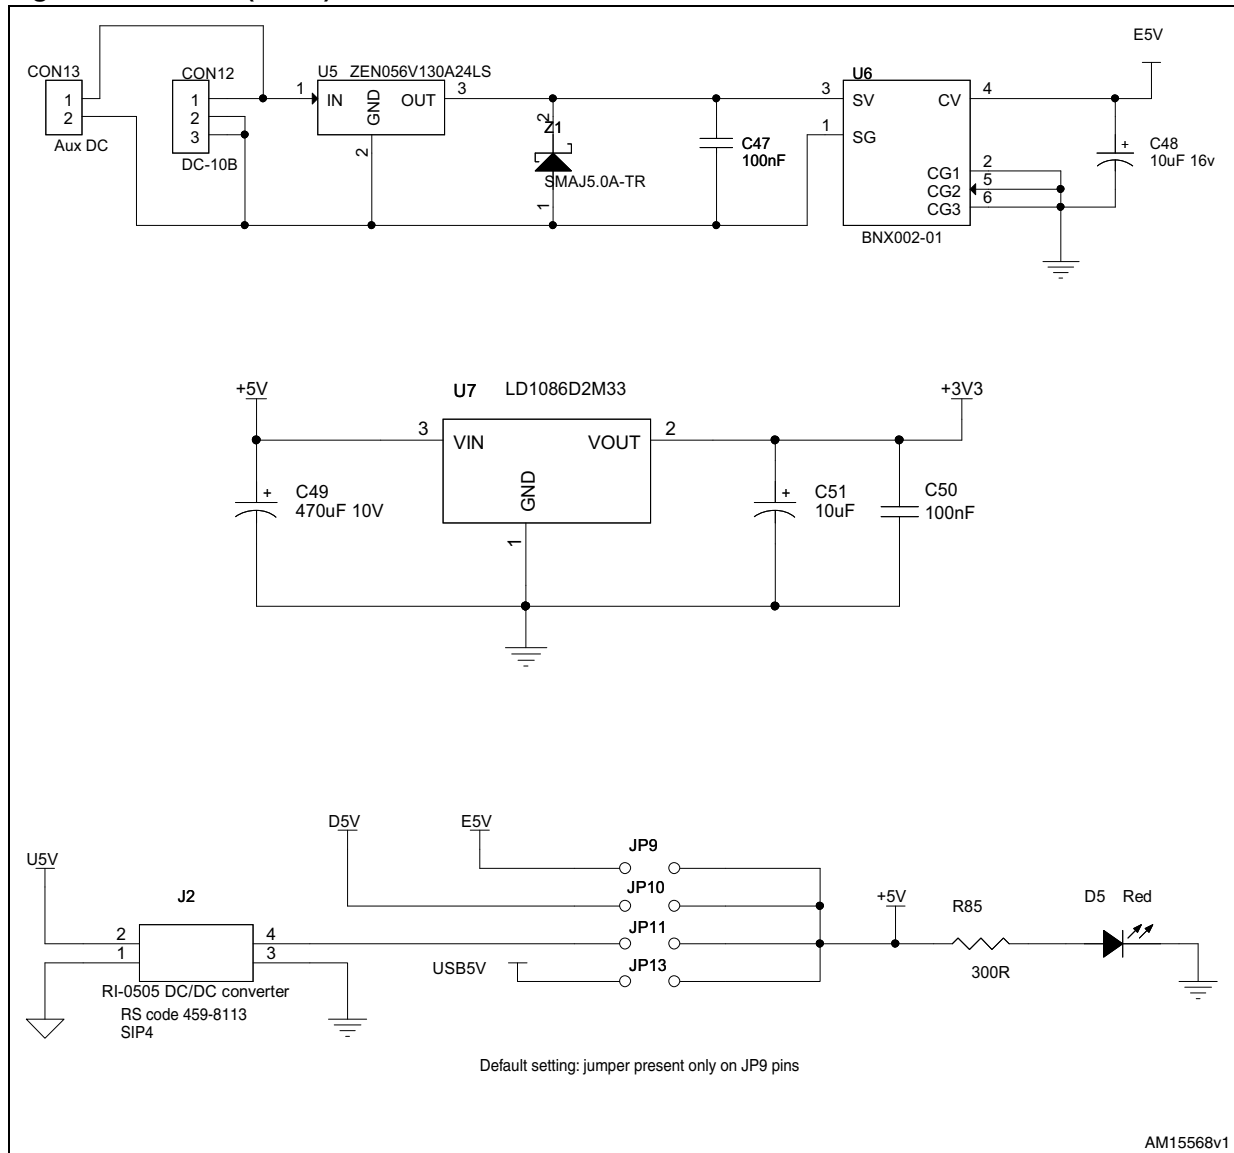 E5V
CON13
1
2
Aux DC
CON12
1
2
3
DC-10B
U5 ZEN056V130A24LS
1
IN
GND
OUT
3
2
2
Z1
SMAJ5.0A-TR
1
C47
100nF
U6
3
SV
CV
4
1
SG
CG1
2
CG2
5
CG3
6
BNX002-01
+
C48
10uF 16v
+5V
U7 LD1086D2M33
+3V3
3
VIN
VOUT
2
GND
1
+
C49
470uF 10V
+
C51
10uF
C50
100nF
D5V
E5V
JP9
U5V
J2
JP10
+5V
R85
D5 Red
2
4
JP11
1
3
USB5V
JP13
300R
RI-0505 DC/DC converter
RS code 459-8113
SIP4
Default setting: jumper present only on JP9 pins
AM15568v1